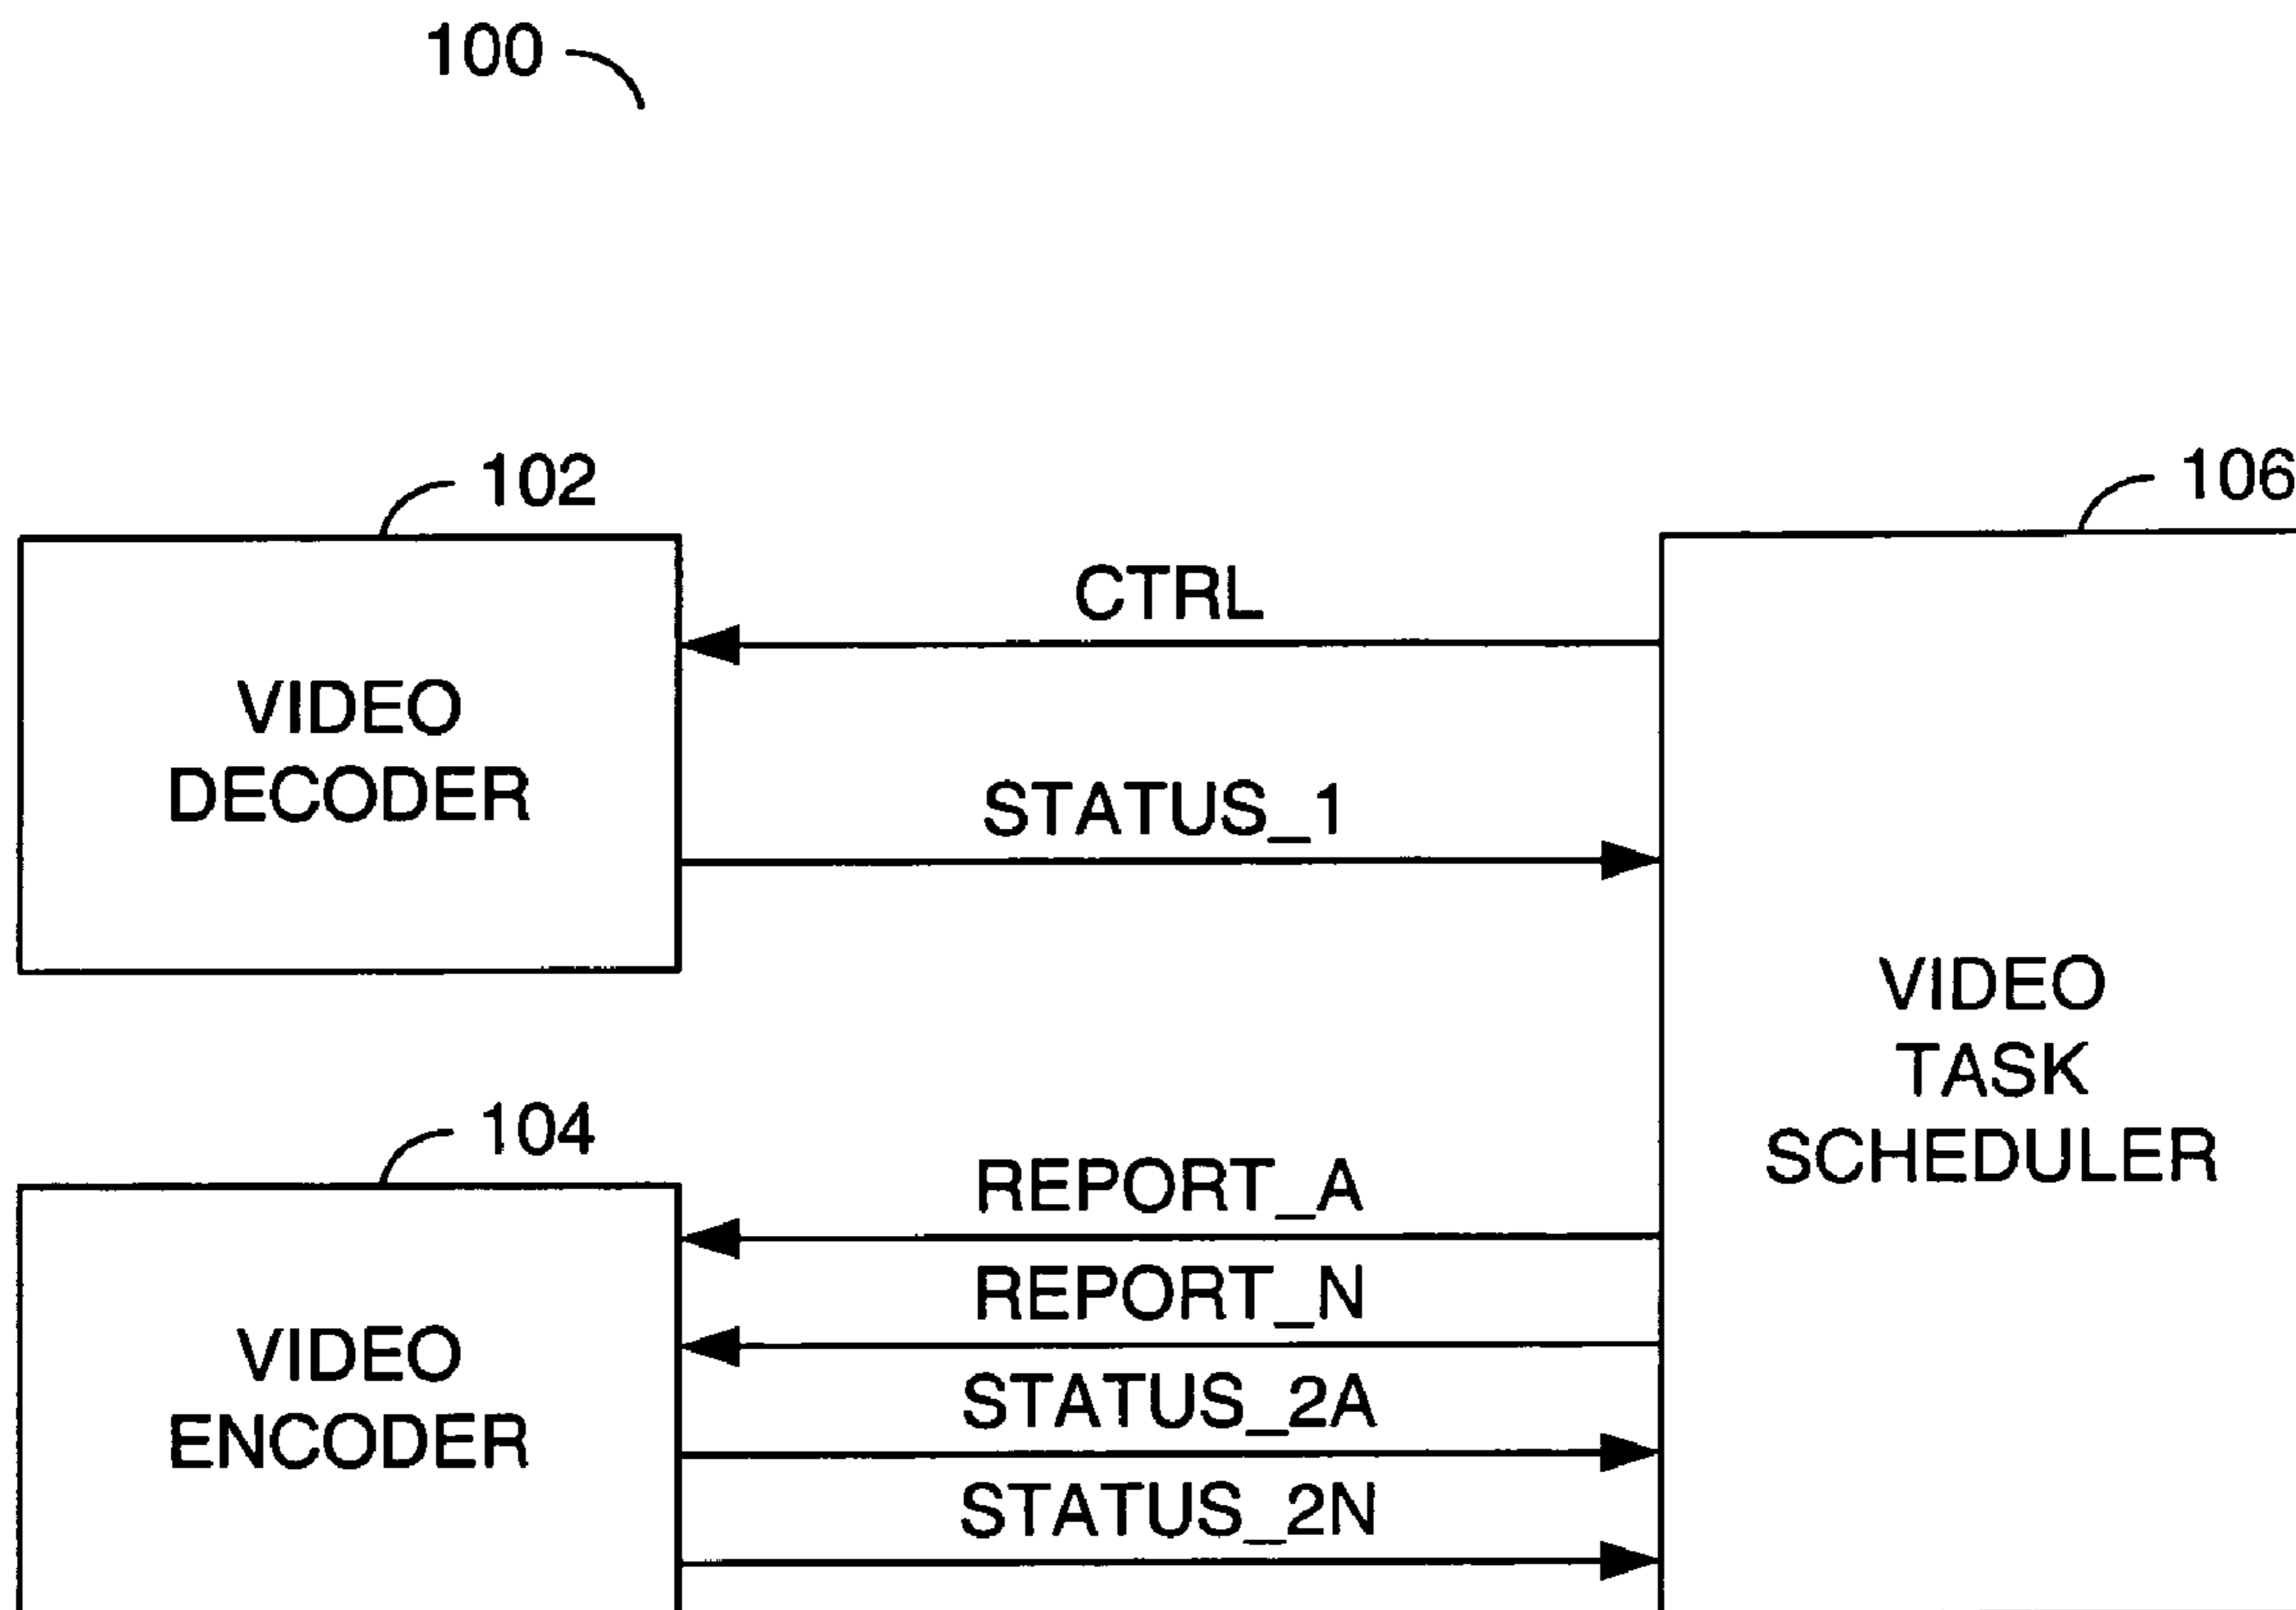 100
102
106
CTRL
VIDEO
DECODER
STATUS_1
VIDEO
TASK
SCHEDULER
104
REPORT_A
REPORT_N
VIDEO
ENCODER
STATUS_2A
STATUS_2N